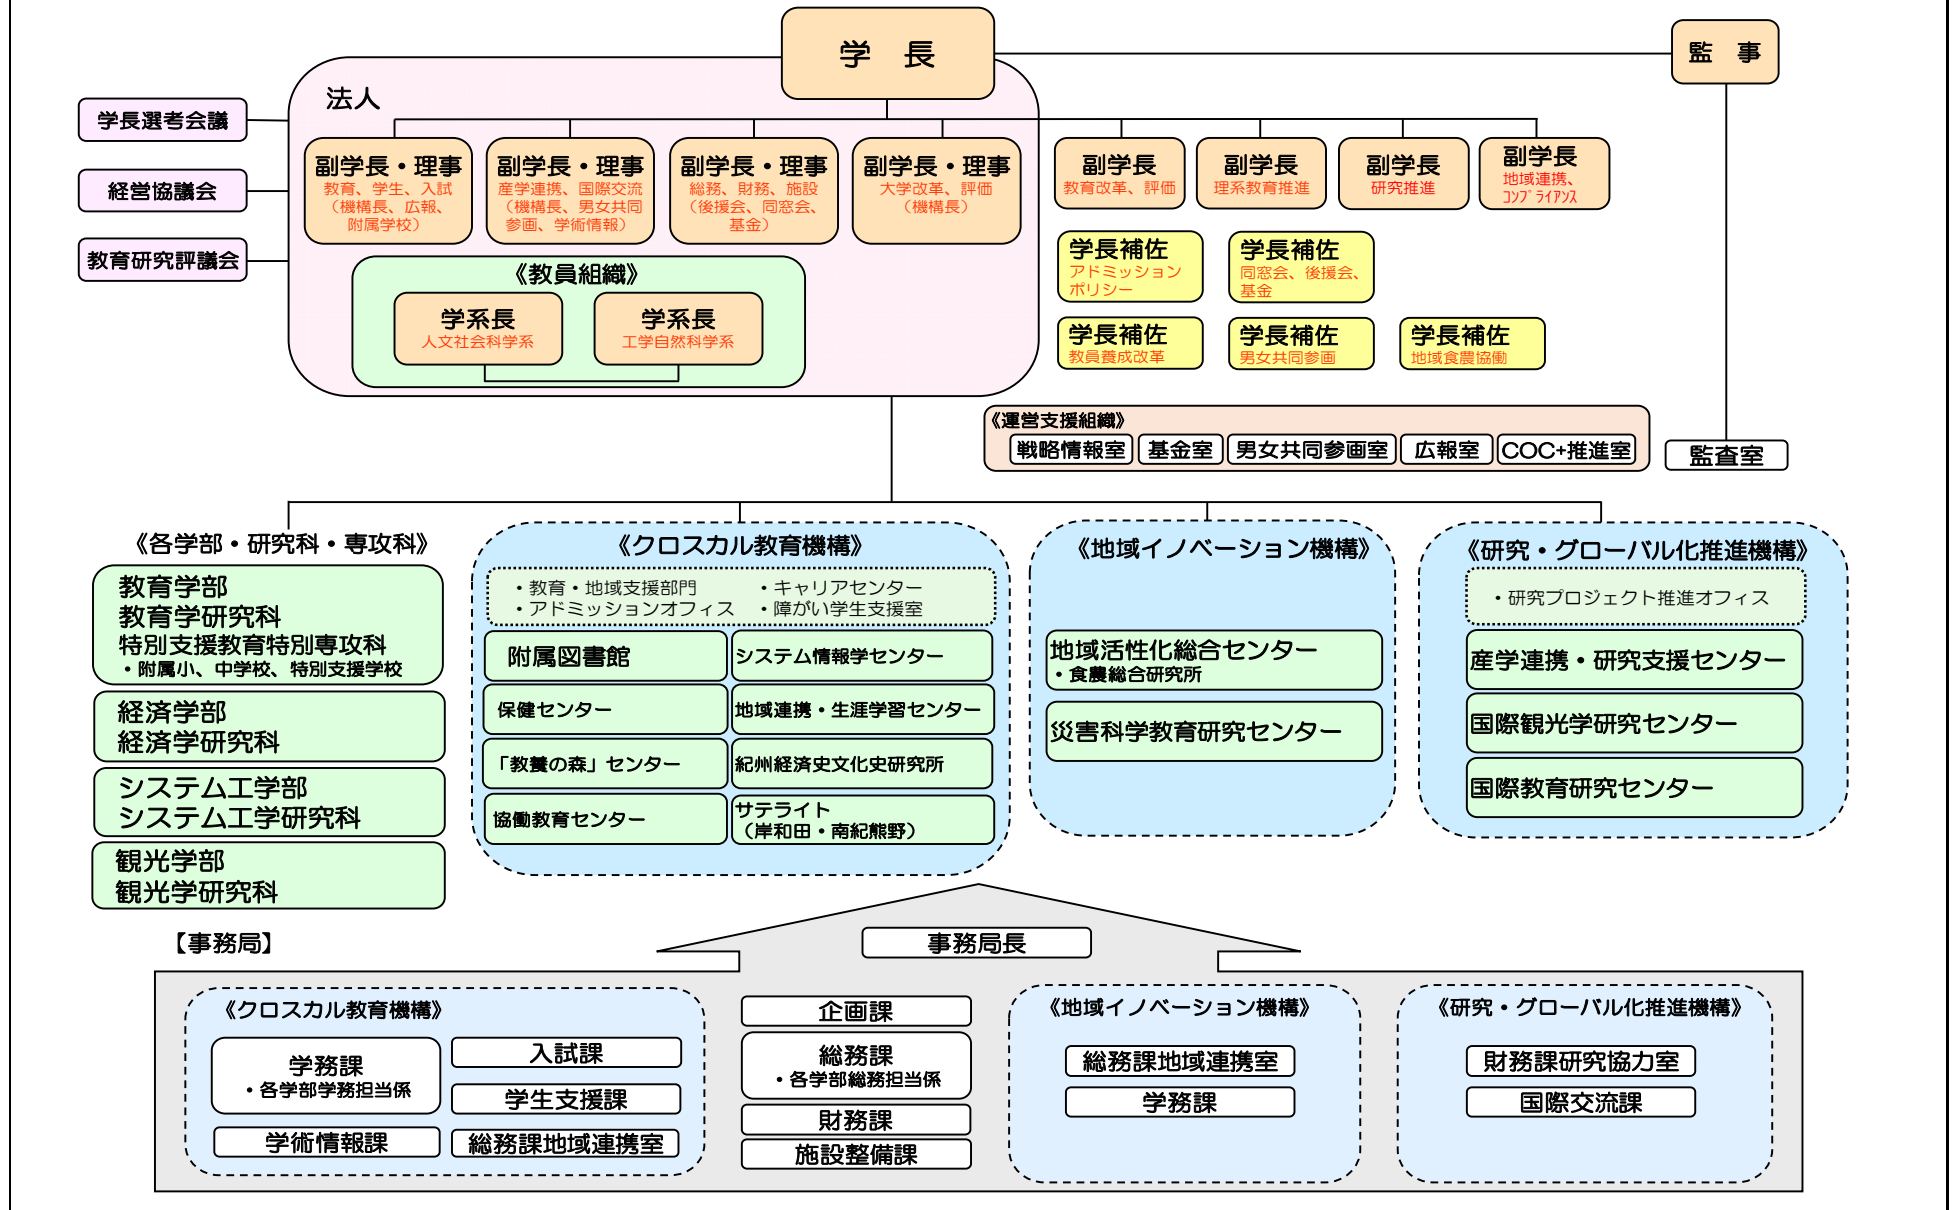 学　長
監　事
法人
学長選考会議
経営協議会
教育研究評議会
副学長・理事
教育、学生、入試
（機構長、広報、
附属学校）
副学長・理事
産学連携、国際交流
（機構長、男女共同
参画、学術情報）
副学長・理事
総務、財務、施設
（後援会、同窓会、
基金）
副学長・理事
大学改革、評価
（機構長）
副学長
教育改革、評価
副学長
理系教育推進
副学長
研究推進
副学長
地域連携、
ｺﾝﾌﾟﾗｲｱﾝｽ
学長補佐
アドミッション
ポリシー
学長補佐
同窓会、後援会、
基金
学長補佐
教員養成改革
学長補佐
男女共同参画
学長補佐
地域食農協働
《教員組織》
学系長
人文社会科学系
学系長
工学自然科学系
《運営支援組織》
戦略情報室
基金室
男女共同参画室
広報室
COC+推進室
監査室
《各学部・研究科・専攻科》
教育学部
教育学研究科
特別支援教育特別専攻科
・附属小、中学校、特別支援学校
経済学部
経済学研究科
システム工学部
システム工学研究科
観光学部
観光学研究科
《クロスカル教育機構》
・教育・地域支援部門　・キャリアセンター
・アドミッションオフィス　・障がい学生支援室
附属図書館
システム情報学センター
保健センター
地域連携・生涯学習センター
「教養の森」センター
紀州経済史文化史研究所
協働教育センター
サテライト
（岸和田・南紀熊野）
《地域イノベーション機構》
地域活性化総合センター
・食農総合研究所
災害科学教育研究センター
《研究・グローバル化推進機構》
・研究プロジェクト推進オフィス
産学連携・研究支援センター
国際観光学研究センター
国際教育研究センター
【事務局】
事務局長
《クロスカル教育機構》
学務課
・各学部学務担当係
入試課
学生支援課
学術情報課
総務課地域連携室
企画課
総務課
・各学部総務担当係
財務課
施設整備課
《地域イノベーション機構》
総務課地域連携室
学務課
《研究・グローバル化推進機構》
財務課研究協力室
国際交流課